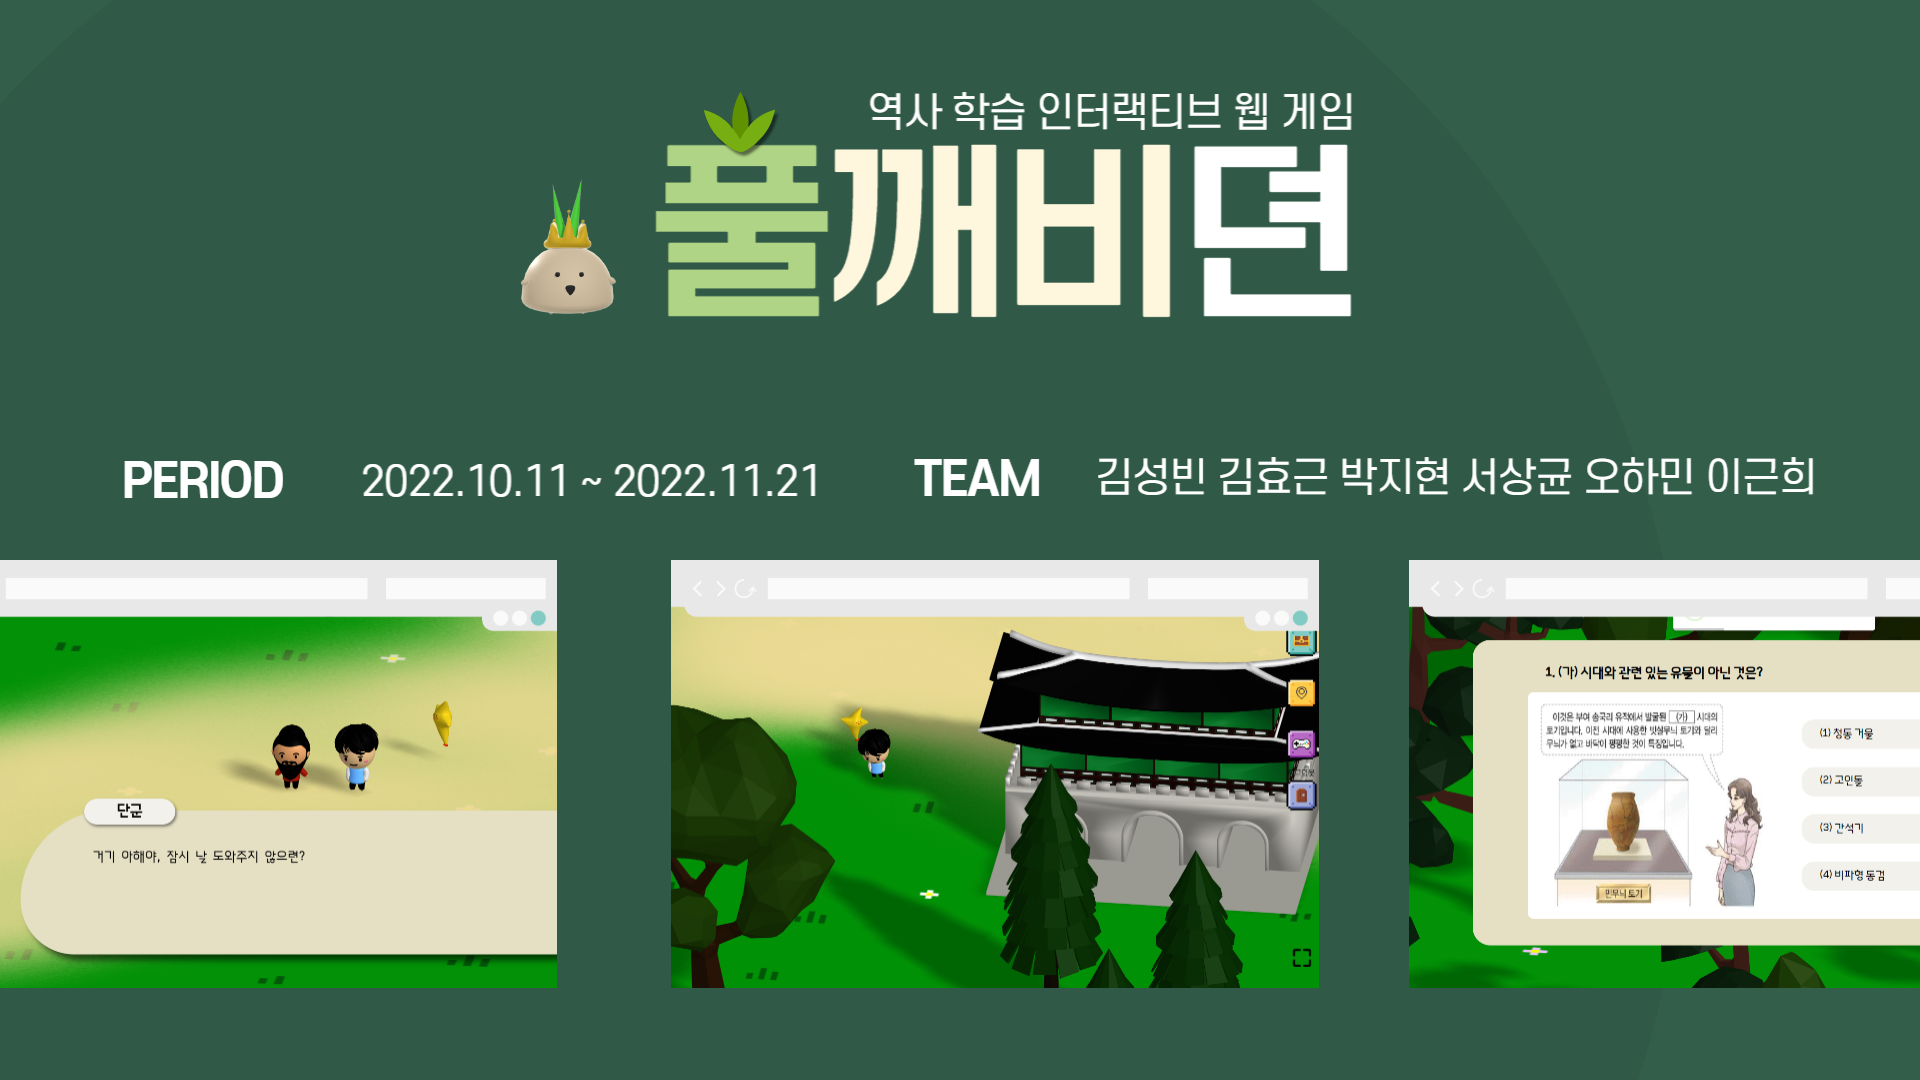 역사 학습 인터랙티브 웹 게임
풀깨비뎐
PERIOD 2022.10.11 ~ 2022.11.21 TEAM 김성빈 김효근 박지현 서상균 오하민 이근희
단군
거기 아해야, 잠시 날 도와주지 않으련?
1. (가) 시대와 관련 있는 유물이 아닌 것은?
이것은 부여 송국리 유적에서 발굴된 (가) 시대의
토기입니다. 이전 시대에 사용한 빗살무늬 토기와 달리
무늬가 없고 바닥이 평평한 것이 특징입니다.
민무늬 토기
(1) 청동 거울
(2) 고인돌
(3) 간석기
(4) 비파형 동검